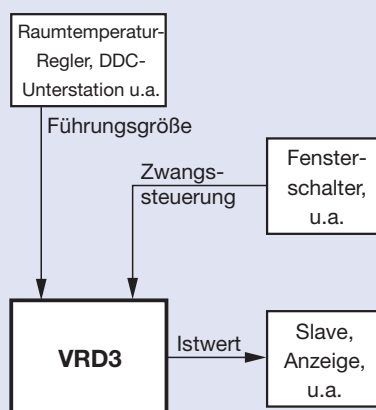 Raumtemperatur-
Regler, DDC-
Unterstation u.a.
Führungsgröße
Zwangs-
steuerung
Fenster-
schalter,
u.a.
VRD3
Istwert
Slave,
Anzeige,
u.a.